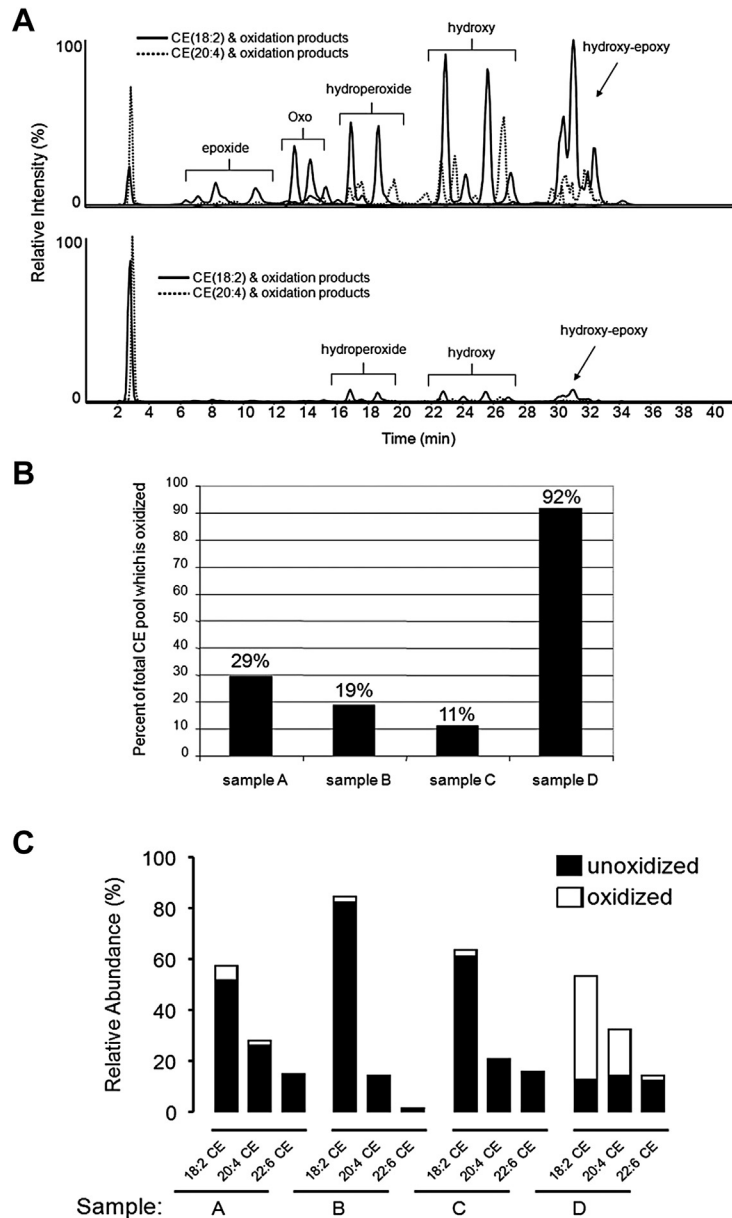 A
CE(18:2) & oxidation products
CE(20:4) & oxidation products
hydroxy
hydroxy-epoxy
hydroperoxide
Oxo
epoxide
100
0
Relative Intensity (%)
CE(18:2) & oxidation products
CE(20:4) & oxidation products
hydroperoxide
hydroxy
hydroxy-epoxy
100
0
2 4 6 8 10 12 14 16 18 20 22 24 26 28 30 32 34 36 38 40
Time (min)
B
Percent of total CE pool which is oxidized
100
90
80
70
60
50
40
30
20
10
0
29%
19%
11%
92%
sample A sample B sample C sample D
C
Relative Abundance (%)
100
80
60
40
20
0
unoxidized
oxidized
18:2 CE 20:4 CE 22:6 CE 18:2 CE 20:4 CE 22:6 CE 18:2 CE 20:4 CE 22:6 CE 18:2 CE 20:4 CE 22:6 CE
Sample: A B C D